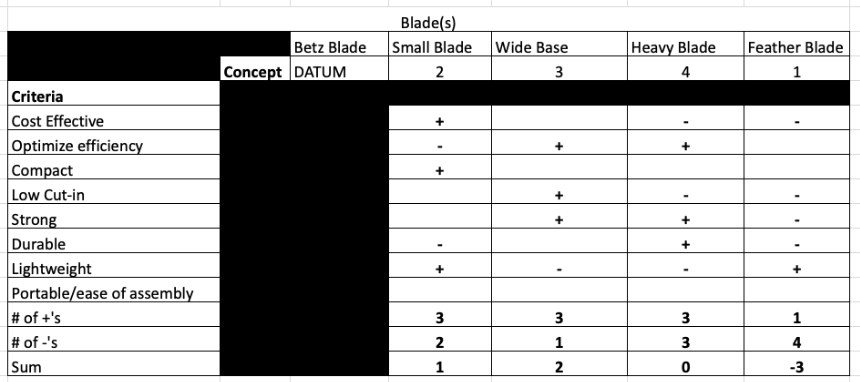 Blade(s)
Betz Blade Small Blade Wide Base Heavy Blade Feather Blade
Concept DATUM 2 3 4 1
Criteria
Cost Effective + - -
Optimize efficiency - + +
Compact +
Low Cut-in + - -
Strong + + -
Durable - + -
Lightweight + - - +
Portable/ease of assembly
# of +'s 3 3 3 1
# of -'s 2 1 3 4
Sum 1 2 0 -3